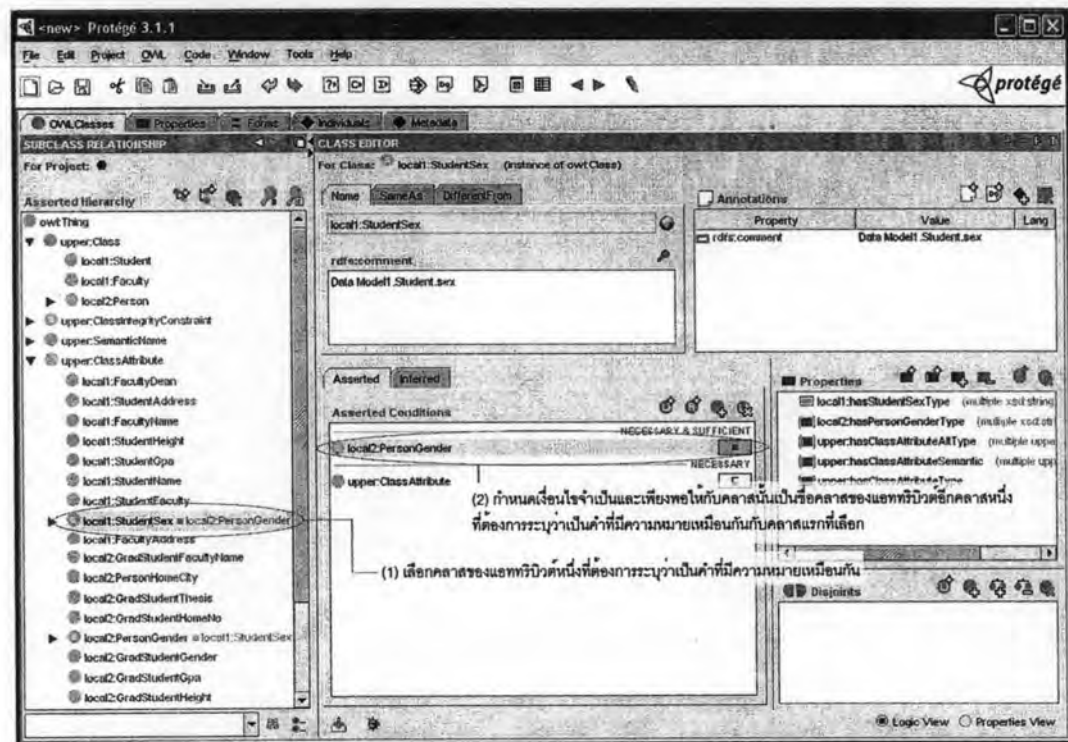 <new> Protégé 3.1.1
File Edit Project OWL Code Window Tools Help
protégé
OWLClasses Properties Forms Individuals Metadata
SUBCLASS RELATIONSHIP
For Project:
Asserted Hierarchy
owl:Thing
upper:Class
local1:Student
local1:Faculty
local2:Person
upper:ClassIntegrityConstraint
upper:SemanticName
upper:ClassAttribute
local1:FacultyDean
local1:StudentAddress
local1:FacultyName
local1:StudentHeight
local1:StudentGpa
local1:StudentName
local1:StudentFaculty
local1:StudentSex ≡ local2:PersonGender
local1:FacultyAddress
local2:GradStudentFacultyName
local2:PersonHomeCity
local2:GradStudentThesis
local2:GradStudentHomeNo
local2:PersonGender ≡ local1:StudentSex
local2:GradStudentGender
local2:GradStudentGpa
local2:GradStudentHeight
CLASS EDITOR
For Class: local1:StudentSex (instance of owl:Class)
Name SameAs DifferentFrom
local1:StudentSex
rdfs:comment
Data Model1.Student.sex
Annotations
Property Value Lang
rdfs:comment Data Model1.Student.sex
Asserted Inferred
Asserted Conditions
NECESSARY & SUFFICIENT
local2:PersonGender
NECESSARY
upper:ClassAttribute
(2) กำหนดเงื่อนไขจำเป็นและเพียงพอให้กับคลาสนั้นเป็นชื่อคลาสของแอททริบิวต์อีกคลาสหนึ่ง
ที่ต้องการระบุว่าเป็นคำที่มีความหมายเหมือนกันกับคลาสแรกที่เลือก
(1) เลือกคลาสของแอททริบิวต์หนึ่งที่ต้องการระบุว่าเป็นคำที่มีความหมายเหมือนกัน
Properties
local1:hasStudentSexType (multiple xsd:string
local2:hasPersonGenderType (multiple xsd:str
upper:hasClassAttributeAltType (multiple uppe
upper:hasClassAttributeSemantic (multiple upp
upper:hasClassAttributeType
Disjoints
Logic View Properties View